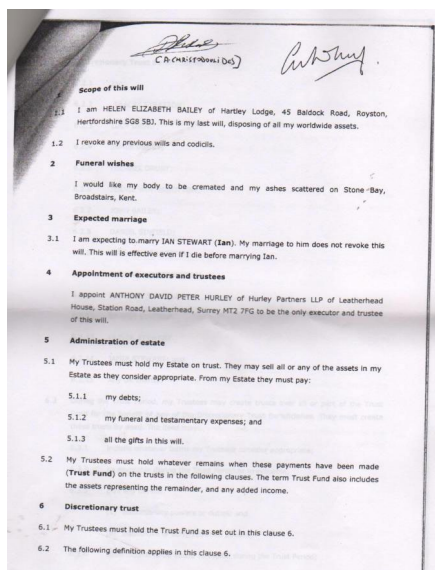 (A.CHRISTODOULIDES)
Scope of this will
1.1 I am HELEN ELIZABETH BAILEY of Hartley Lodge, 45 Baldock Road, Royston,
Hertfordshire SG8 5BJ. This is my last will, disposing of all my worldwide assets.
1.2 I revoke any previous wills and codicils.
2 Funeral wishes
I would like my body to be cremated and my ashes scattered on Stone Bay,
Broadstairs, Kent.
3 Expected marriage
3.1 I am expecting to marry IAN STEWART (Ian). My marriage to him does not revoke this
will. This will is effective even if I die before marrying Ian.
4 Appointment of executors and trustees
I appoint ANTHONY DAVID PETER HURLEY of Hurley Partners LLP of Leatherhead
House, Station Road, Leatherhead, Surrey MT2 7FG to be the only executor and trustee
of this will.
5 Administration of estate
5.1 My Trustees must hold my Estate on trust. They may sell all or any of the assets in my
Estate as they consider appropriate. From my Estate they must pay:
5.1.1 my debts;
5.1.2 my funeral and testamentary expenses; and
5.1.3 all the gifts in this will.
5.2 My Trustees must hold whatever remains when these payments have been made
(Trust Fund) on the trusts in the following clauses. The term Trust Fund also includes
the assets representing the remainder, and any added income.
6 Discretionary trust
6.1 My Trustees must hold the Trust Fund as set out in this clause 6.
6.2 The following definition applies in this clause 6.